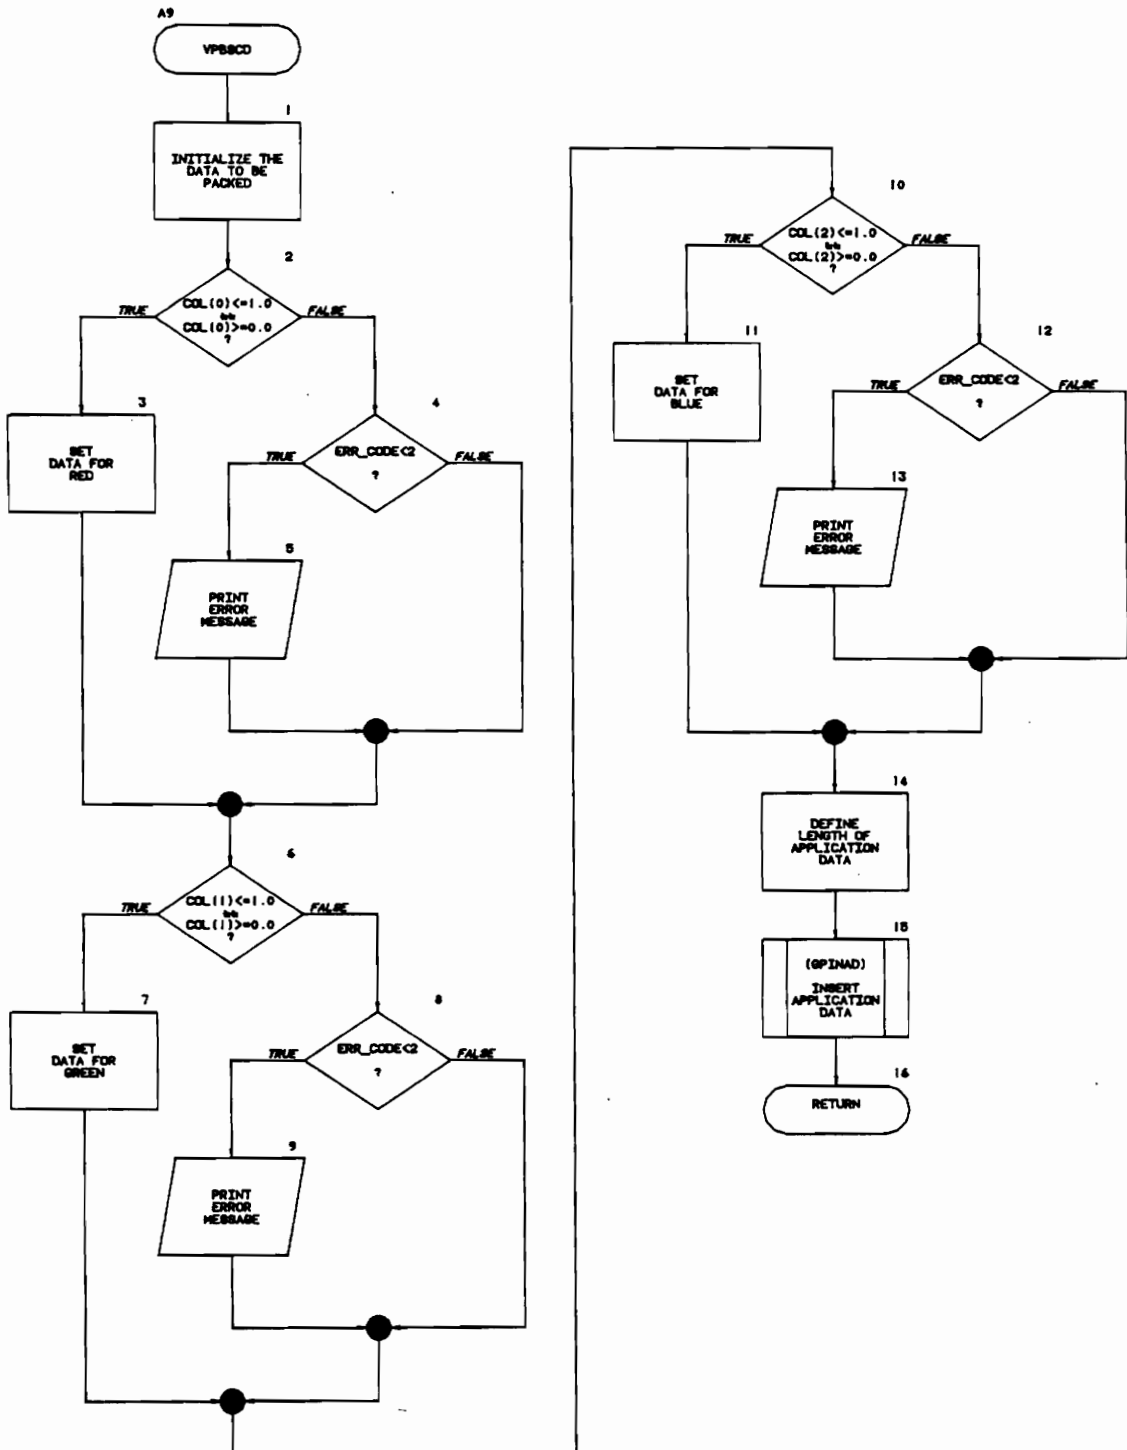 A9
VPBSCD
1
INITIALIZE THE
DATA TO BE
PACKED
2
COL(0)<=1.0
&&
COL(0)>=0.0
?
TRUE
FALSE
3
SET
DATA FOR
RED
4
ERR_CODE<2
?
TRUE
FALSE
5
PRINT
ERROR
MESSAGE
6
COL(1)<=1.0
&&
COL(1)>=0.0
?
TRUE
FALSE
7
SET
DATA FOR
GREEN
8
ERR_CODE<2
?
TRUE
FALSE
9
PRINT
ERROR
MESSAGE
10
COL(2)<=1.0
&&
COL(2)>=0.0
?
TRUE
FALSE
11
SET
DATA FOR
BLUE
12
ERR_CODE<2
?
TRUE
FALSE
13
PRINT
ERROR
MESSAGE
14
DEFINE
LENGTH OF
APPLICATION
DATA
15
(GPINAD)
INSERT
APPLICATION
DATA
16
RETURN